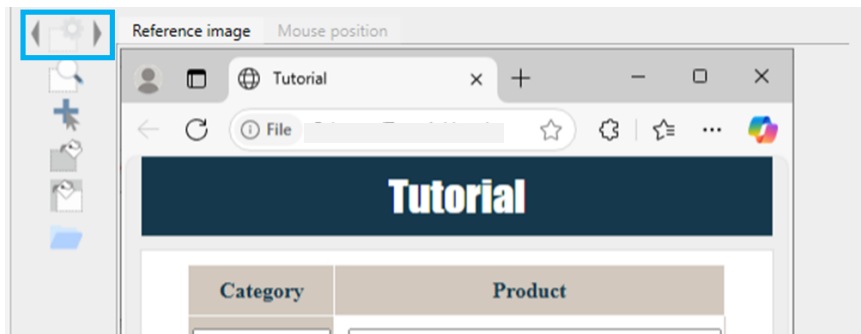 Reference image Mouse position
Tutorial
File
Tutorial
Category Product